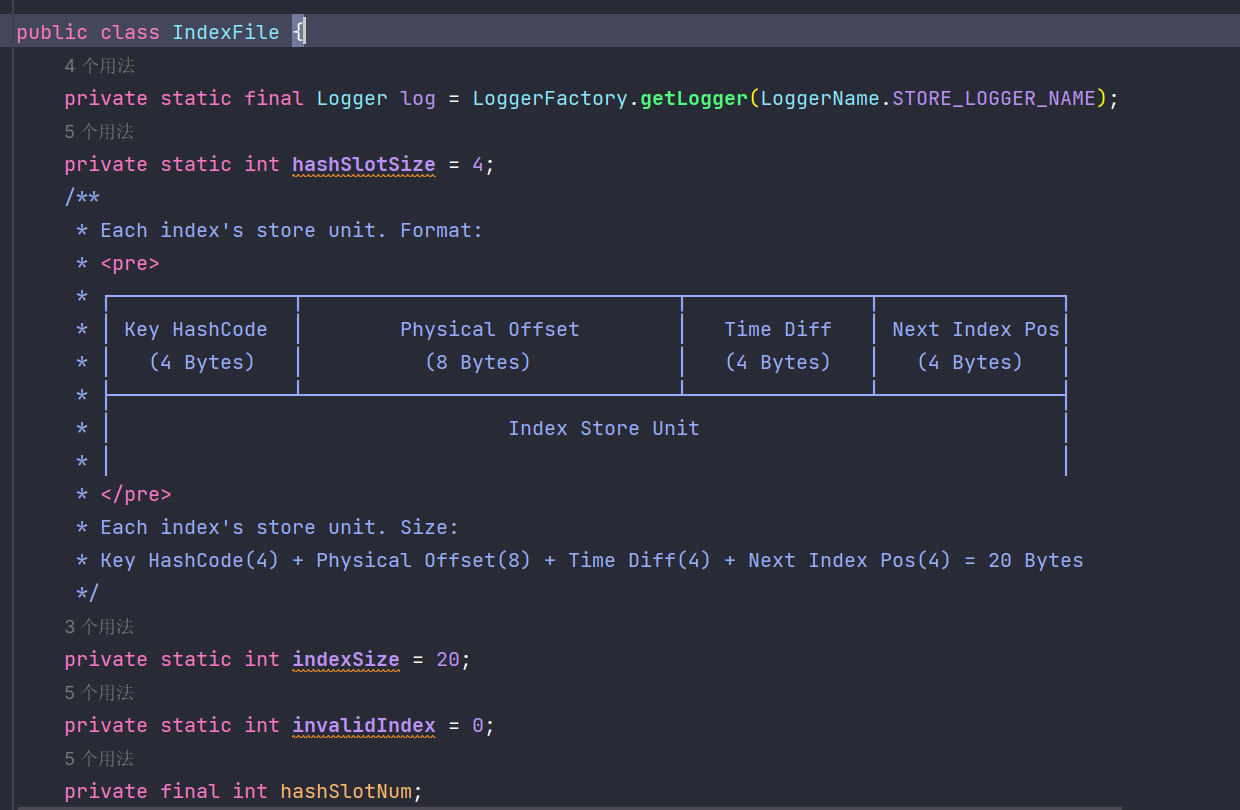 public class IndexFile {
4 个用法
private static final Logger log = LoggerFactory.getLogger(LoggerName.STORE_LOGGER_NAME);
5 个用法
private static int hashSlotSize = 4;
/**
* Each index's store unit. Format:
* <pre>
* ┌───────────────┬───────────────────────────────┬───────────────┬───────────────┐
* │ Key HashCode  │        Physical Offset        │   Time Diff   │ Next Index Pos│
* │   (4 Bytes)   │          (8 Bytes)            │   (4 Bytes)   │   (4 Bytes)   │
* ├───────────────┴───────────────────────────────┴───────────────┴───────────────┤
* │                                 Index Store Unit                              │
* │                                                                               │
* </pre>
* Each index's store unit. Size:
* Key HashCode(4) + Physical Offset(8) + Time Diff(4) + Next Index Pos(4) = 20 Bytes
*/
3 个用法
private static int indexSize = 20;
5 个用法
private static int invalidIndex = 0;
5 个用法
private final int hashSlotNum;